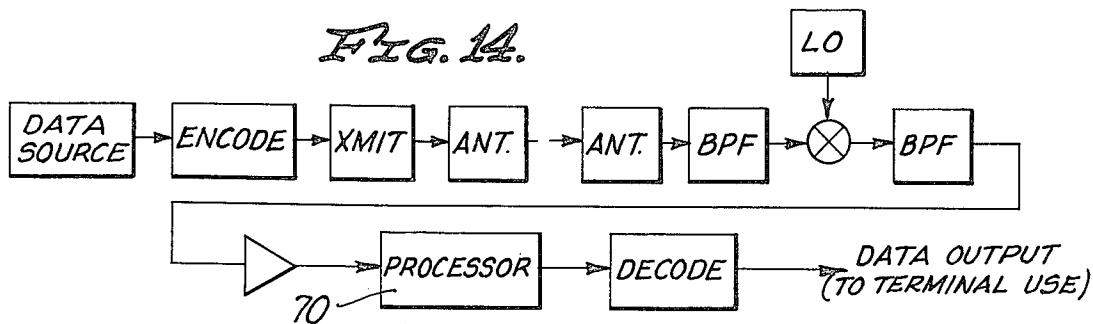 FIG. 14.
LO
DATA
SOURCE
ENCODE
XMIT
ANT.
ANT.
BPF
BPF
PROCESSOR
DECODE
DATA OUTPUT
(TO TERMINAL USE)
70